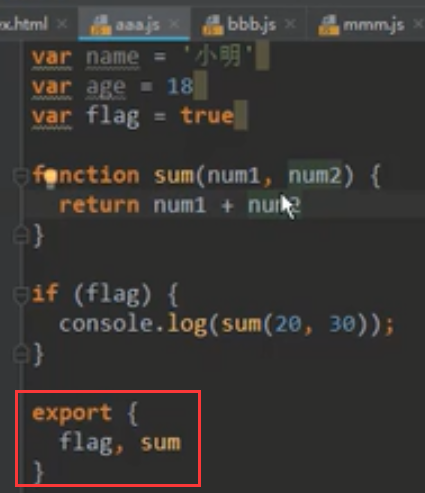 ex.html × aaa.js × bbb.js × mmm.js ×
var name = '小明'
var age = 18
var flag = true
function sum(num1, num2) {
return num1 + num2
}
if (flag) {
console.log(sum(20, 30));
}
export {
flag, sum
}